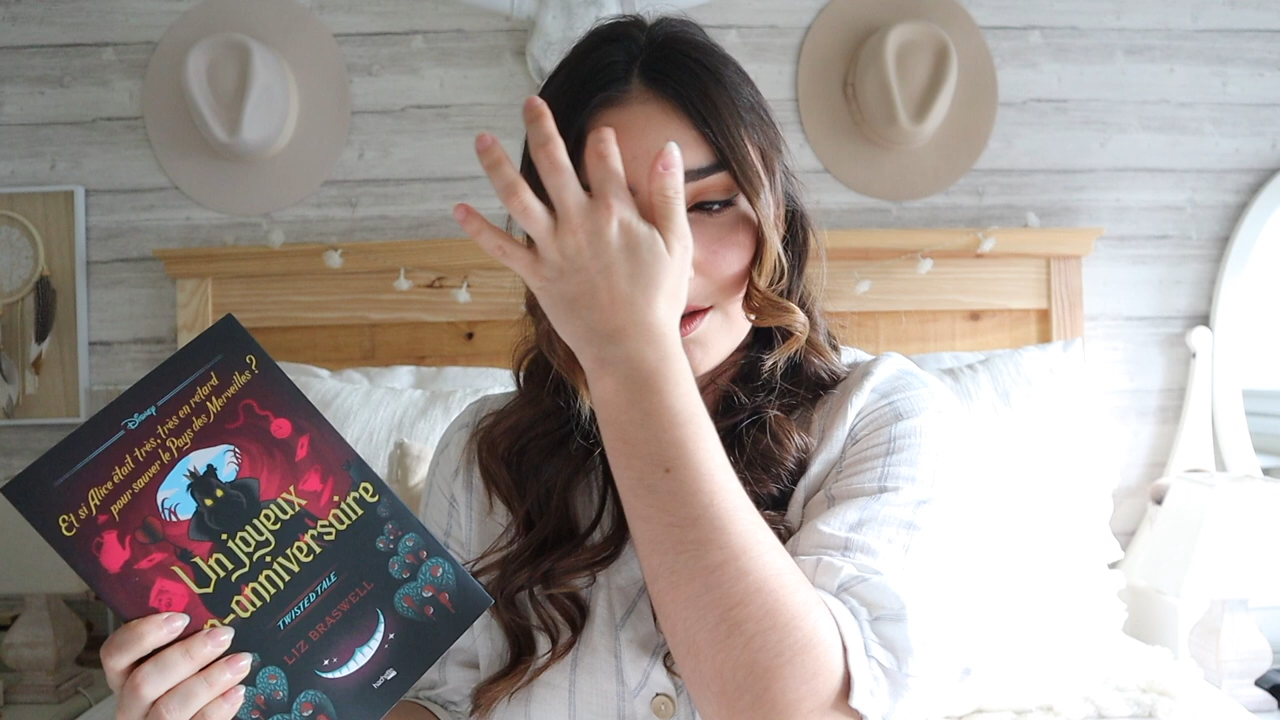 DISNEY
Et si Alice était très, très en retard
pour sauver le Pays des Merveilles ?
Un joyeux
n-anniversaire
TWISTED TALE
LIZ BRASWELL
hachette